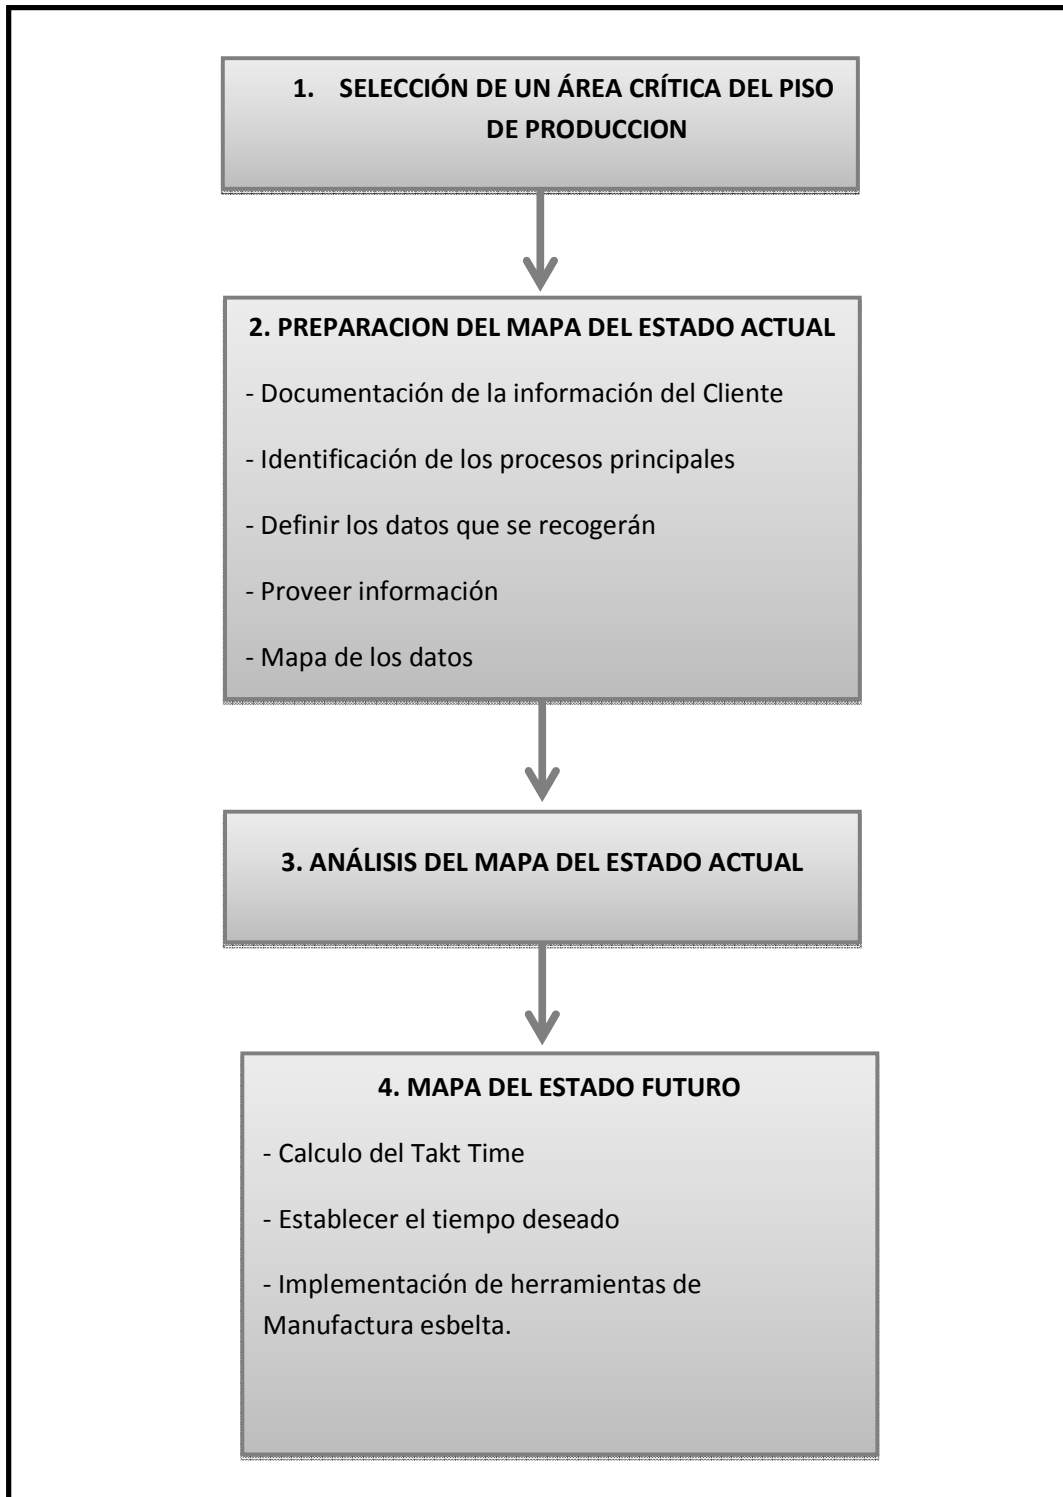 1. SELECCIÓN DE UN ÁREA CRÍTICA DEL PISO
DE PRODUCCION
2. PREPARACION DEL MAPA DEL ESTADO ACTUAL
- Documentación de la información del Cliente
- Identificación de los procesos principales
- Definir los datos que se recogerán
- Proveer información
- Mapa de los datos
3. ANÁLISIS DEL MAPA DEL ESTADO ACTUAL
4. MAPA DEL ESTADO FUTURO
- Calculo del Takt Time
- Establecer el tiempo deseado
- Implementación de herramientas de
Manufactura esbelta.